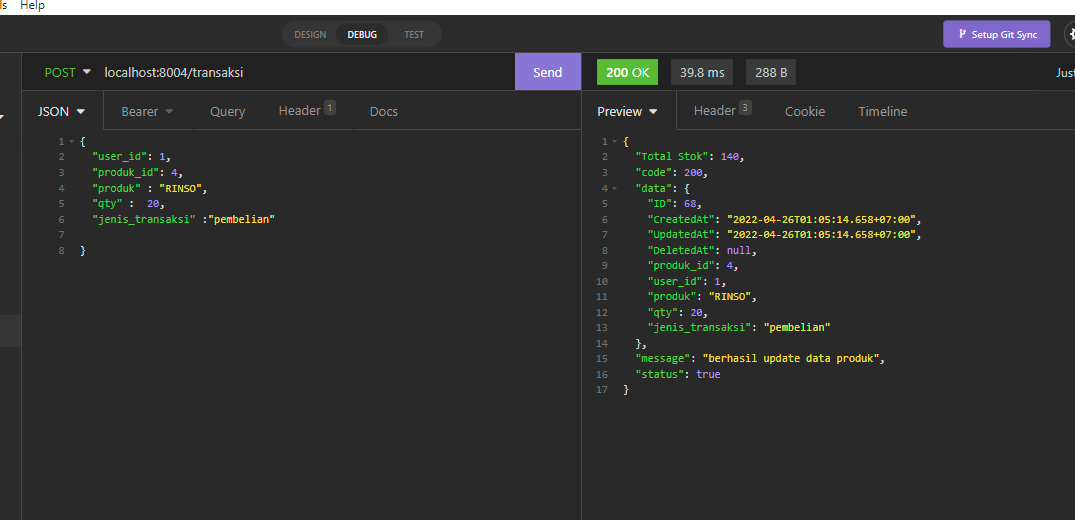 ls Help
DESIGN DEBUG TEST Setup Git Sync
POST localhost:8004/transaksi Send 200 OK 39.8 ms 288 B Just
JSON Bearer Query Header 1 Docs
1 {
2 "user_id": 1,
3 "produk_id": 4,
4 "produk" : "RINSO",
5 "qty" : 20,
6 "jenis_transaksi" :"pembelian"
7
8 }
Preview Header 3 Cookie Timeline
1 {
2 "Total Stok": 140,
3 "code": 200,
4 "data": {
5 "ID": 68,
6 "CreatedAt": "2022-04-26T01:05:14.658+07:00",
7 "UpdatedAt": "2022-04-26T01:05:14.658+07:00",
8 "DeletedAt": null,
9 "produk_id": 4,
10 "user_id": 1,
11 "produk": "RINSO",
12 "qty": 20,
13 "jenis_transaksi": "pembelian"
14 },
15 "message": "berhasil update data produk",
16 "status": true
17 }